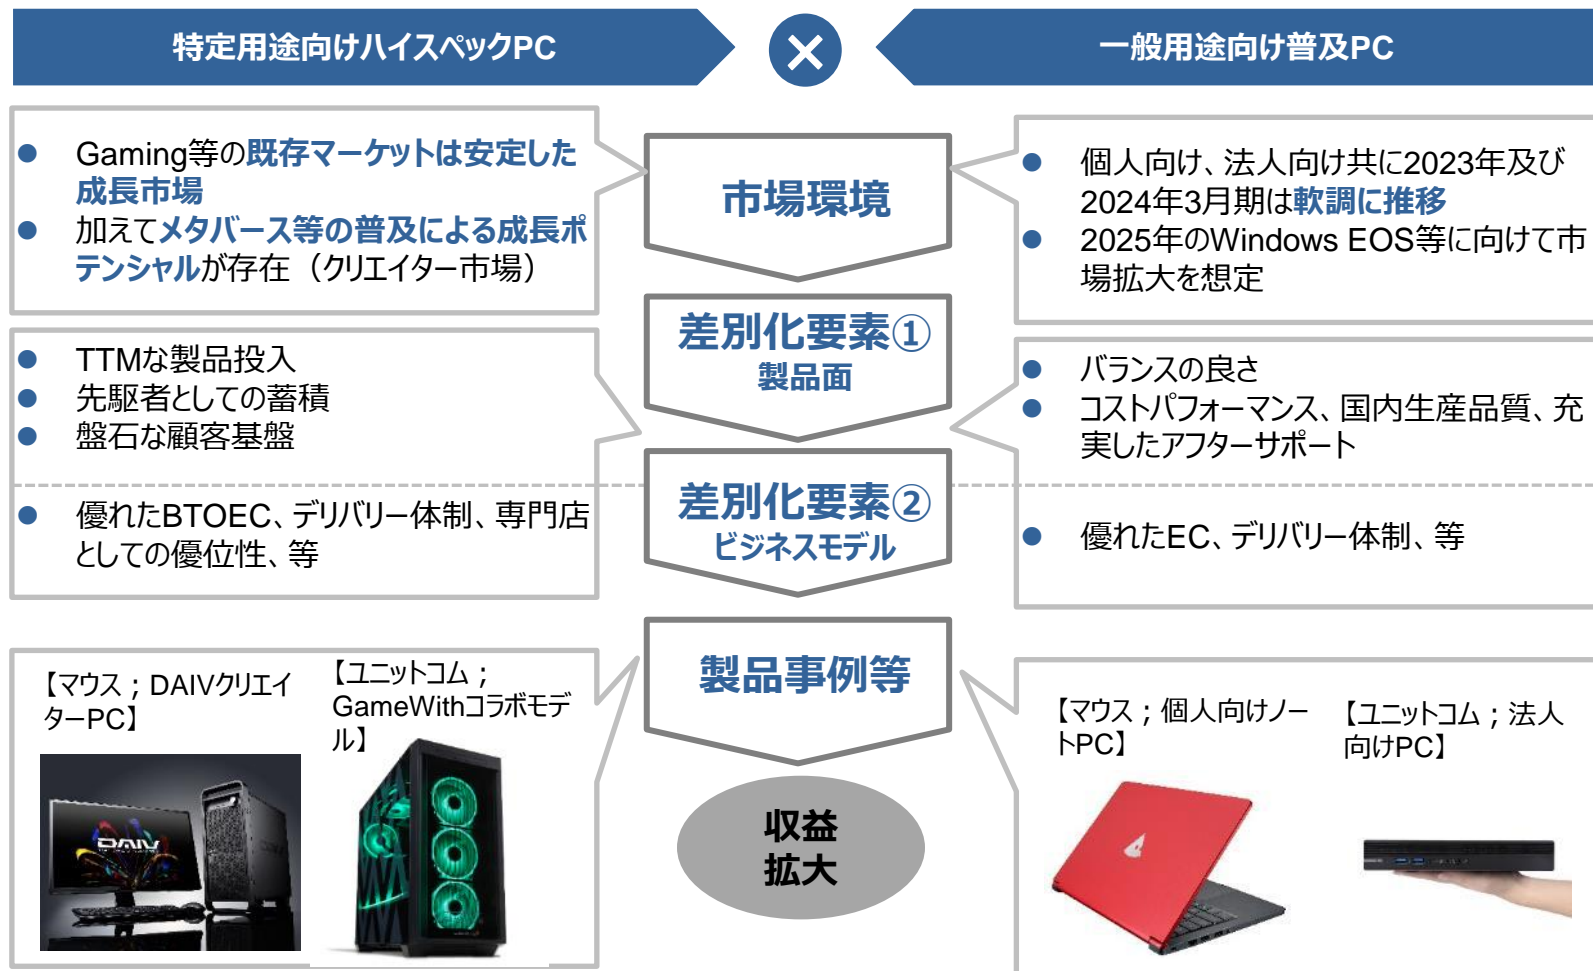 特定用途向けハイスペックPC
×
一般用途向け普及PC
● Gaming等の既存マーケットは安定した
成長市場
● 加えてメタバース等の普及による成長ポ
テンシャルが存在（クリエイター市場）
市場環境
● 個人向け、法人向け共に2023年及び
2024年3月期は軟調に推移
● 2025年のWindows EOS等に向けて市
場拡大を想定
● TTMな製品投入
● 先駆者としての蓄積
● 盤石な顧客基盤
差別化要素①
製品面
● バランスの良さ
● コストパフォーマンス、国内生産品質、充
実したアフターサポート
● 優れたBTOEC、デリバリー体制、専門店
としての優位性、等
差別化要素②
ビジネスモデル
● 優れたEC、デリバリー体制、等
製品事例等
【マウス；DAIVクリエイ
ターPC】
【ユニットコム；
GameWithコラボモデ
ル】
DAIV
【マウス；個人向けノー
トPC】
【ユニットコム；法人
向けPC】
収益
拡大